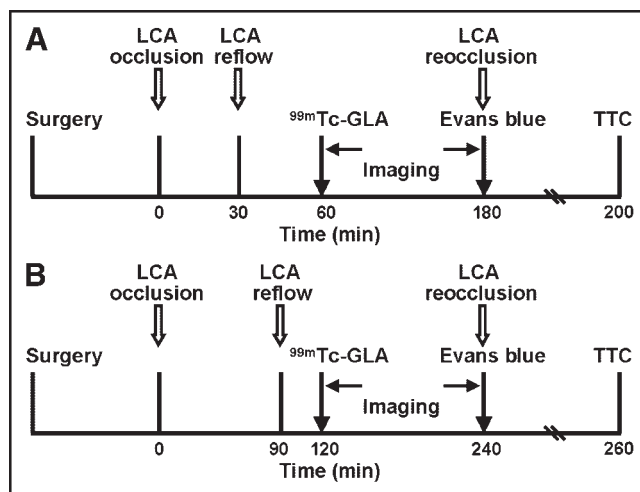 A
LCA occlusion
LCA reflow
LCA reocclusion
Surgery
99mTc-GLA
Evans blue
TTC
Imaging
0
30
60
180
200
Time (min)
B
LCA occlusion
LCA reflow
LCA reocclusion
Surgery
99mTc-GLA
Evans blue
TTC
Imaging
0
90
120
240
260
Time (min)